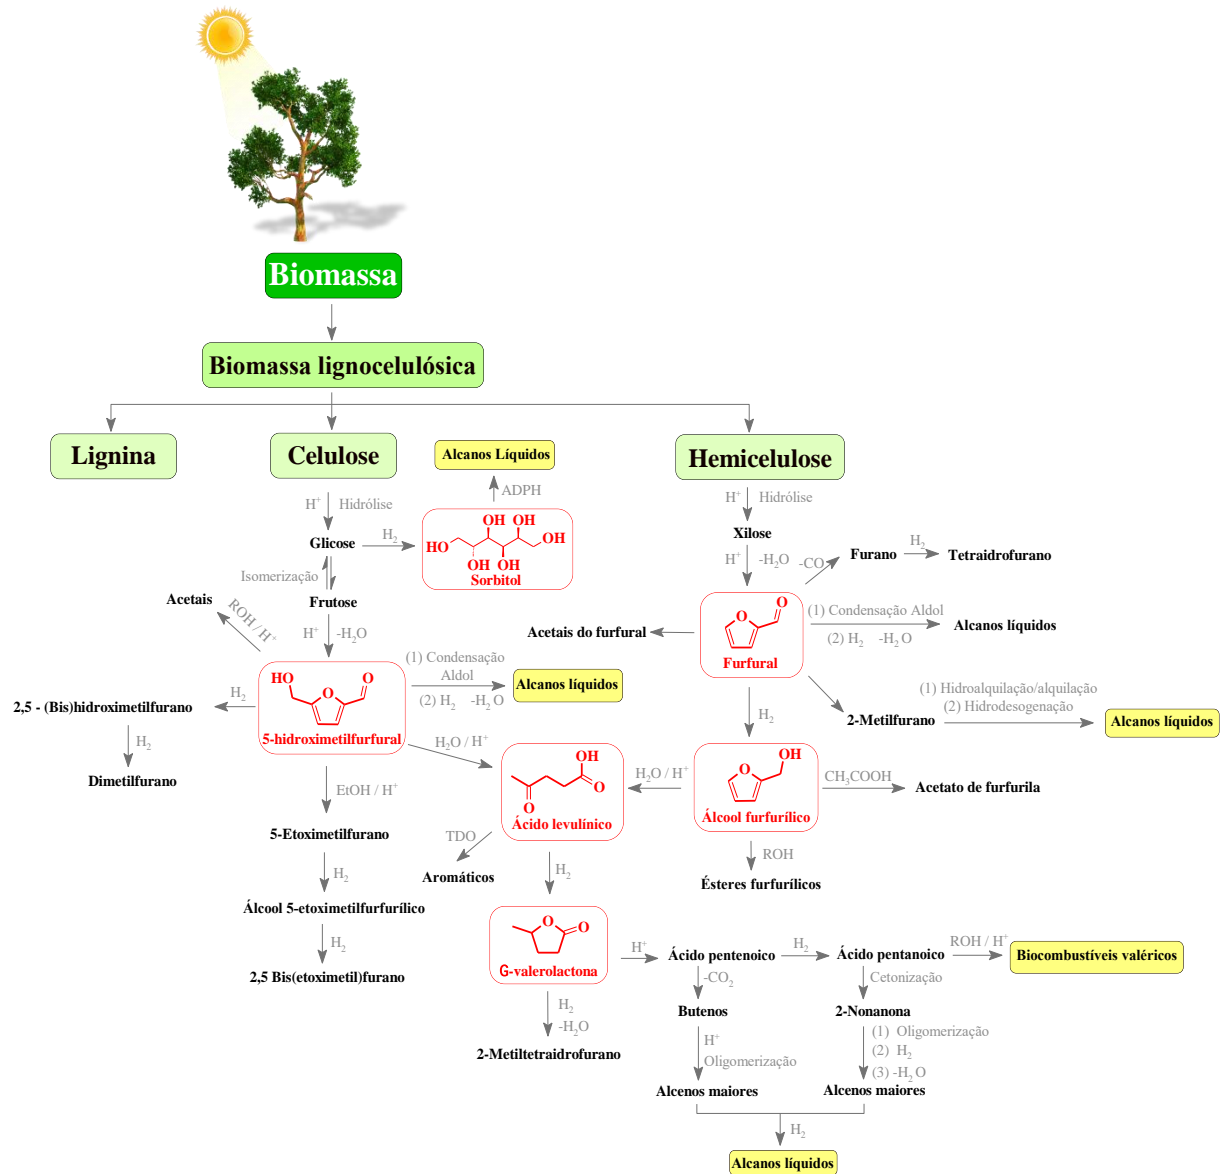 Biomassa
Biomassa lignocelulósica
Lignina
Celulose
Hemicelulose
Alcanos Líquidos
ADPH
H⁺ Hidrólise
Glicose
H₂
HO
OH
OH
OH
OH
OH
Sorbitol
Isomerização
Frutose
H⁺ -H₂O
Acetais
ROH / H⁺
HO
O
O
5-hidroximetilfurfural
(1) Condensação
Aldol
(2) H₂ -H₂O
Alcanos líquidos
H₂
2,5 - (Bis)hidroximetilfurano
H₂
Dimetilfurano
EtOH / H⁺
5-Etoximetilfurano
H₂
Álcool 5-etoximetilfurfurílico
H₂
2,5 Bis(etoximetil)furano
H₂O / H⁺
OH
O
O
Ácido levulínico
TDO
Aromáticos
H₂
O
O
G-valerolactona
H₂
-H₂O
2-Metiltetraidrofurano
H⁺ Hidrólise
Xilose
H⁺ -H₂O
-CO
Furano
H₂
Tetraidrofurano
O
O
Furfural
Acetais do furfural
(1) Condensação Aldol
(2) H₂ -H₂O
Alcanos líquidos
2-Metilfurano
(1) Hidroalquilação/alquilação
(2) Hidrodesogenação
Alcanos líquidos
H₂
OH
O
Álcool furfurílico
H₂O / H⁺
CH₃COOH
Acetato de furfurila
ROH
Ésteres furfurílicos
H⁺
Ácido pentenoico
H₂
Ácido pentanoico
ROH / H⁺
Biocombustíveis valéricos
-CO₂
Butenos
H⁺
Oligomerização
Alcenos maiores
Cetonização
2-Nonanona
(1) Oligomerização
(2) H₂
(3) -H₂O
Alcenos maiores
H₂
Alcanos líquidos